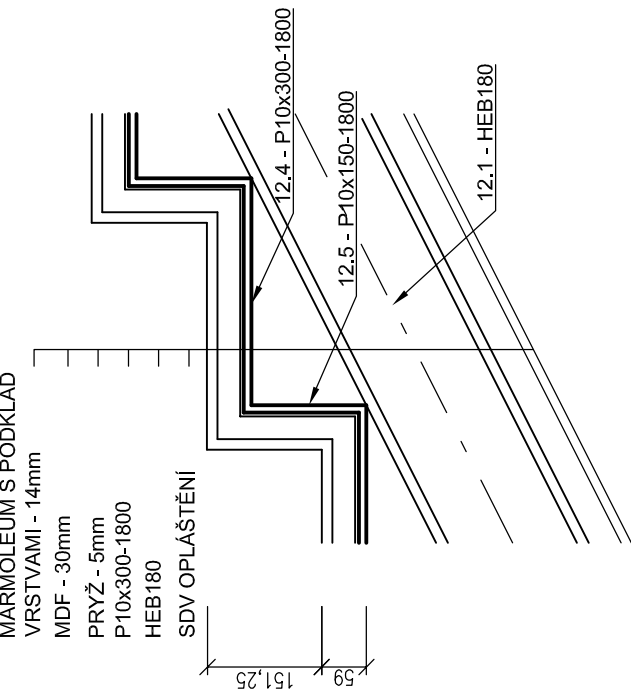 MARMOLEUM S PODKLAD
VRSTVAMI - 14mm
MDF - 30mm
PRYŽ - 5mm
P10x300-1800
HEB180
SDV OPLÁŠTĚNÍ
12.4 - P10x300-1800
12.5 - P10x150-1800
12.1 - HEB180
151,25
59